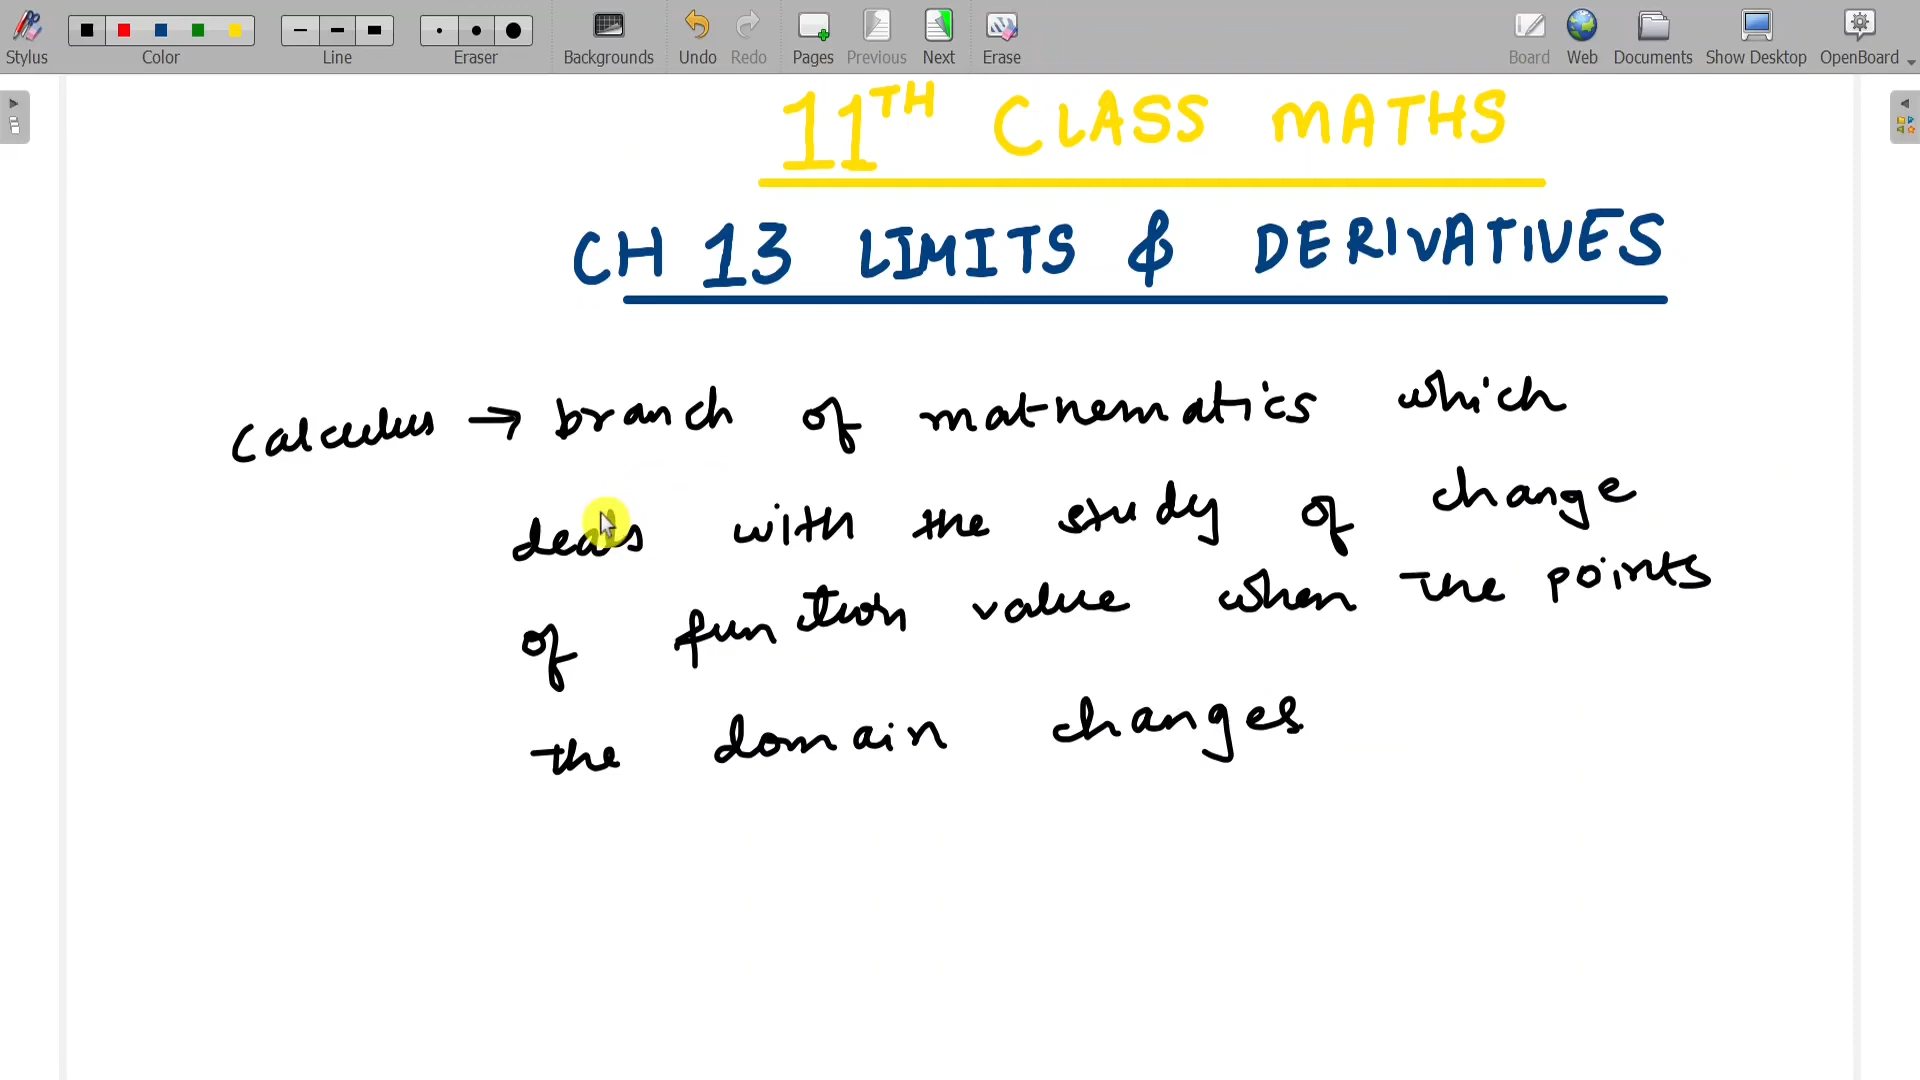 Stylus Color Line Eraser Backgrounds Undo Redo Pages Previous Next Erase Board Web Documents Show Desktop OpenBoard
11TH CLASS MATHS
CH 13 LIMITS & DERIVATIVES
Calculus → branch of mathematics which
deals with the study of change
of function value when the points
the domain changes